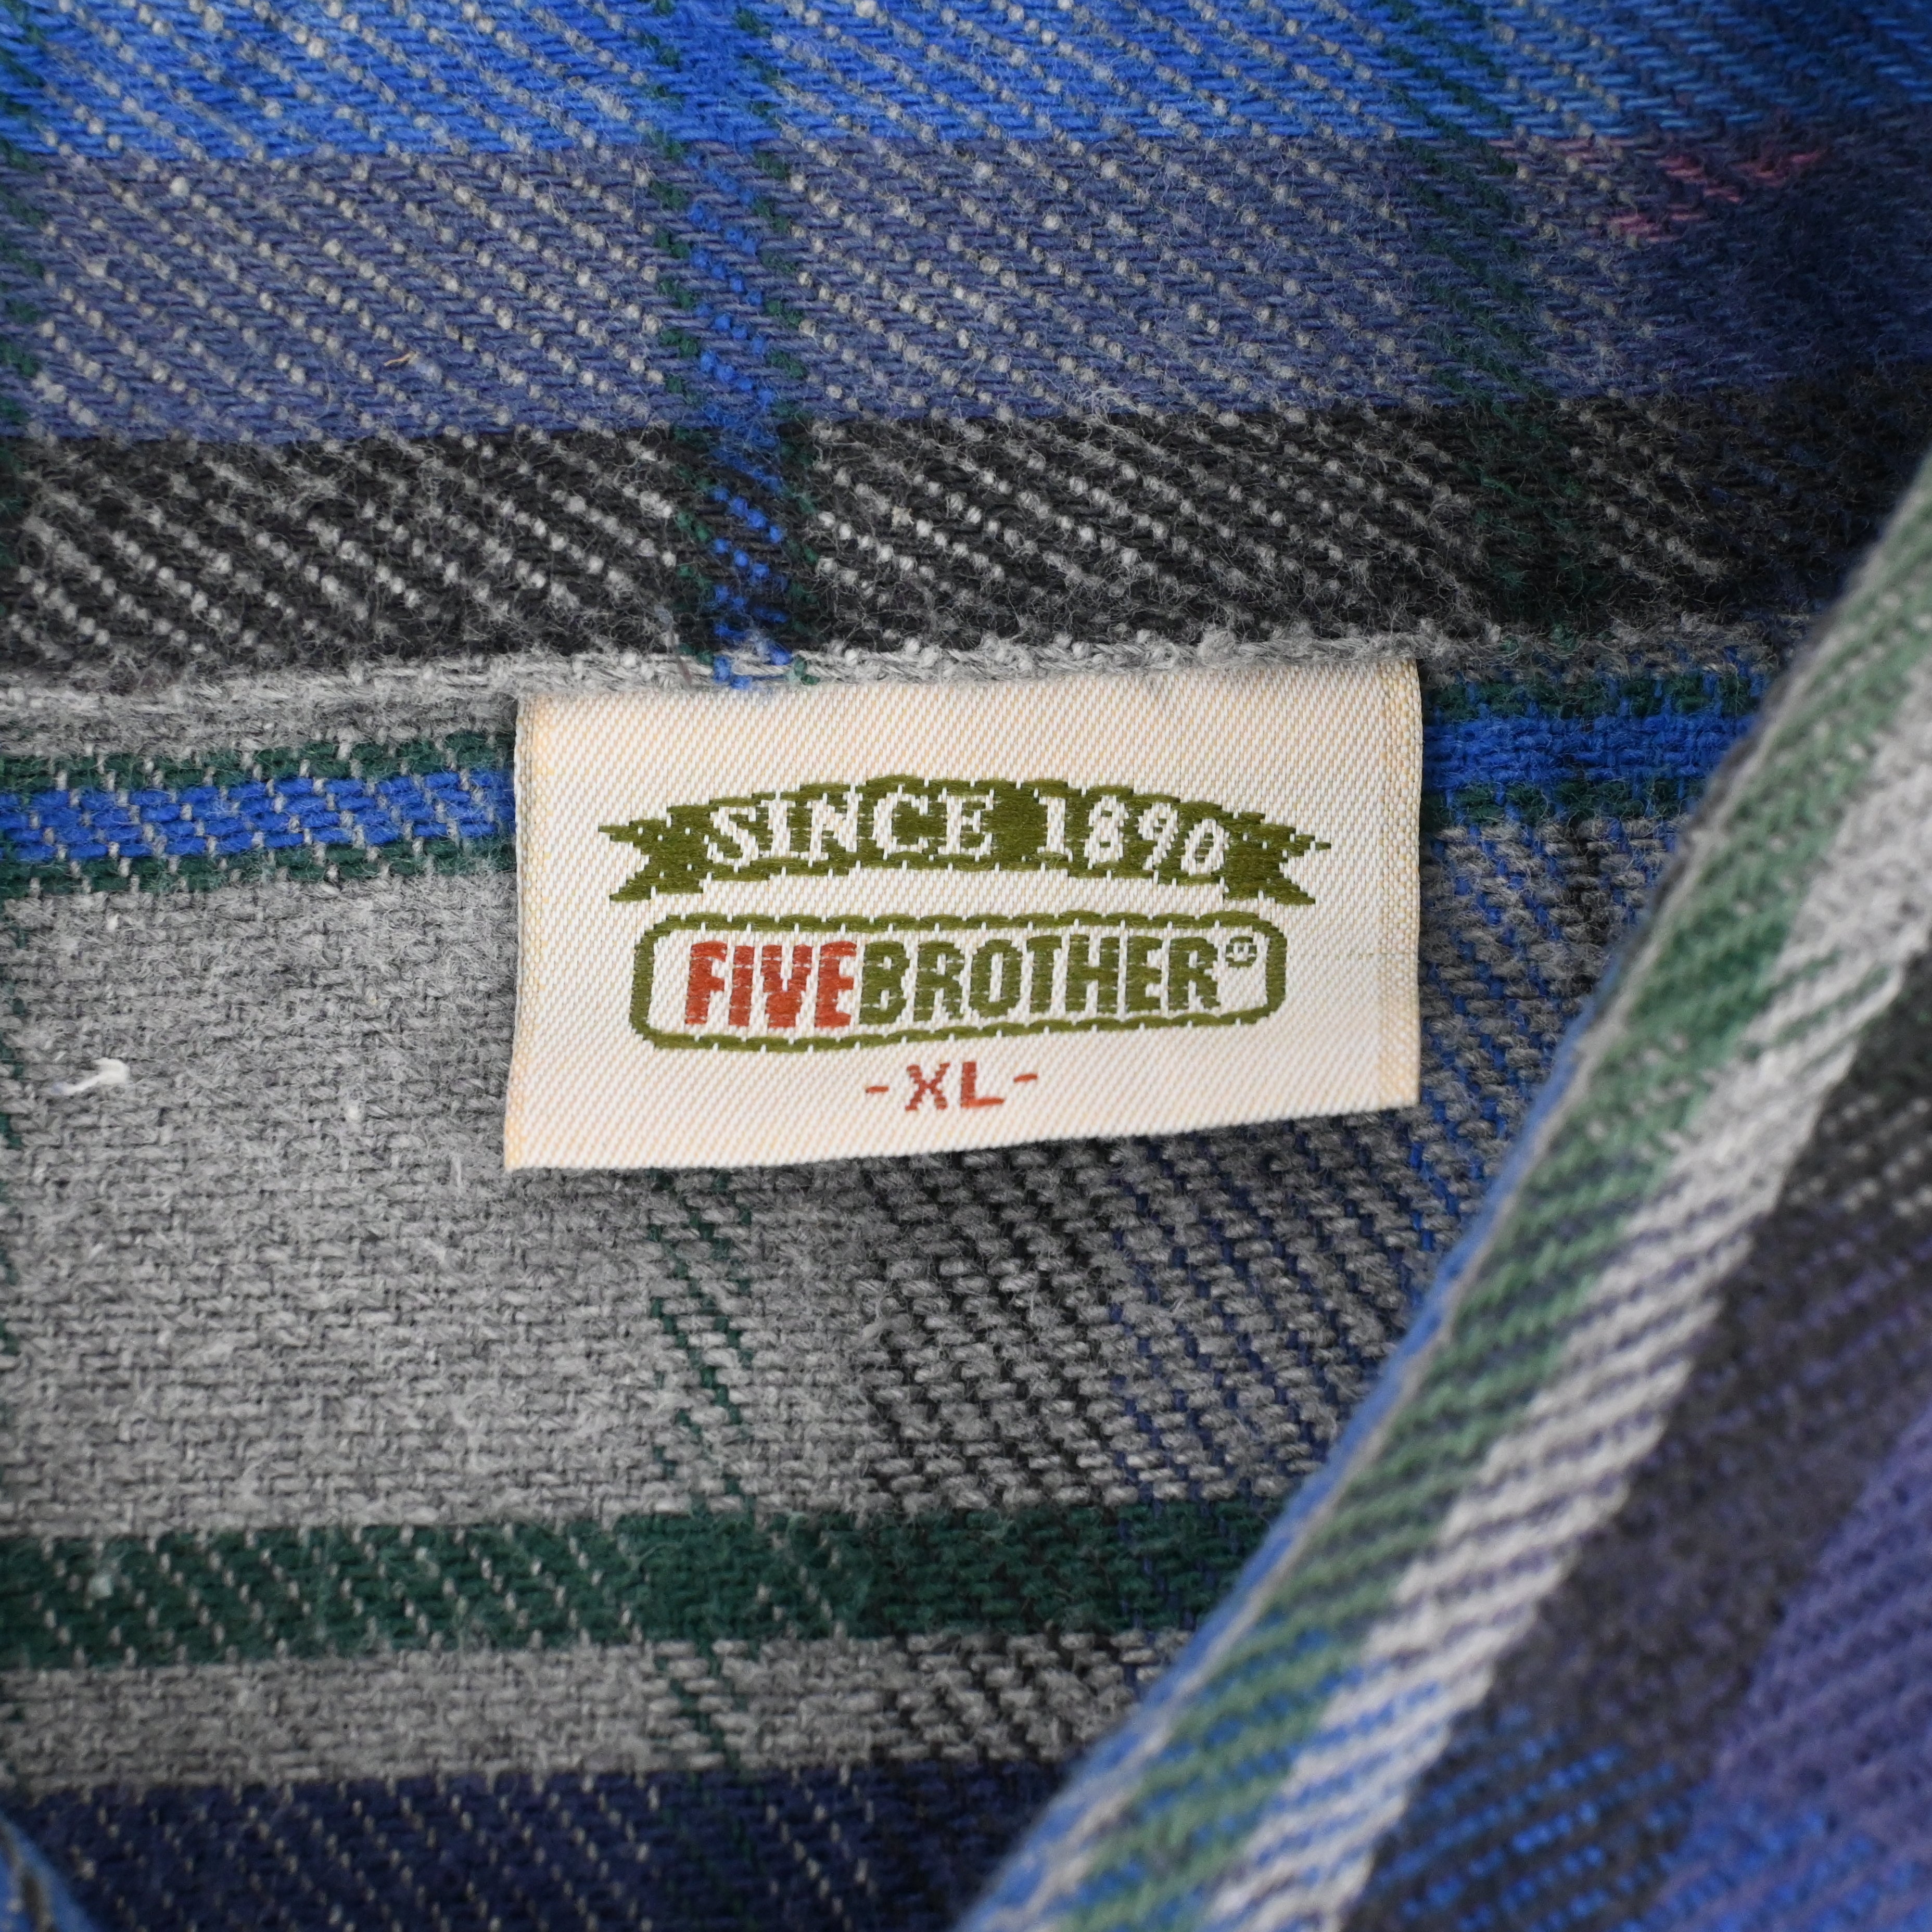 SINCE 1890
FIVEBROTHER®
-XL-